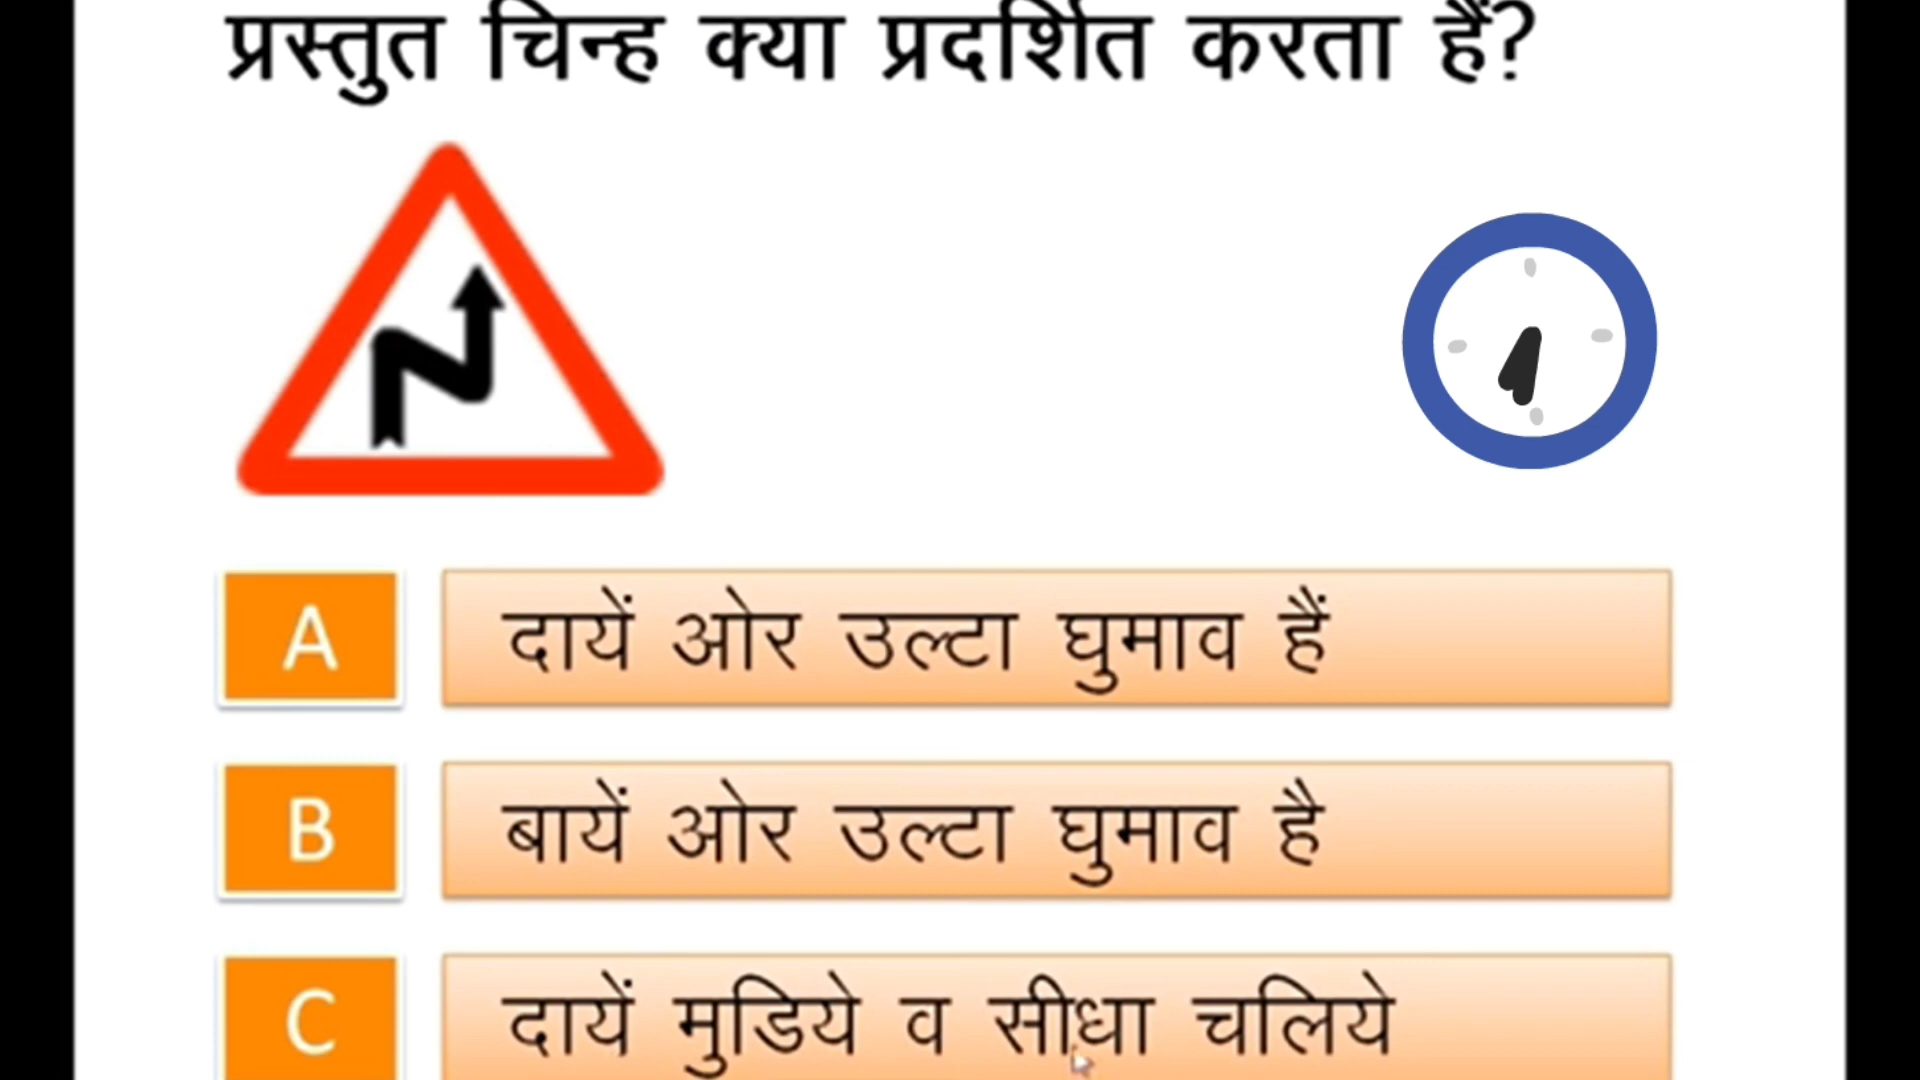 प्रस्तुत चिन्ह क्या प्रदर्शित करता हैं?
A दायें ओर उल्टा घुमाव हैं
B बायें ओर उल्टा घुमाव है
C दायें मुडिये व सीधा चलिये